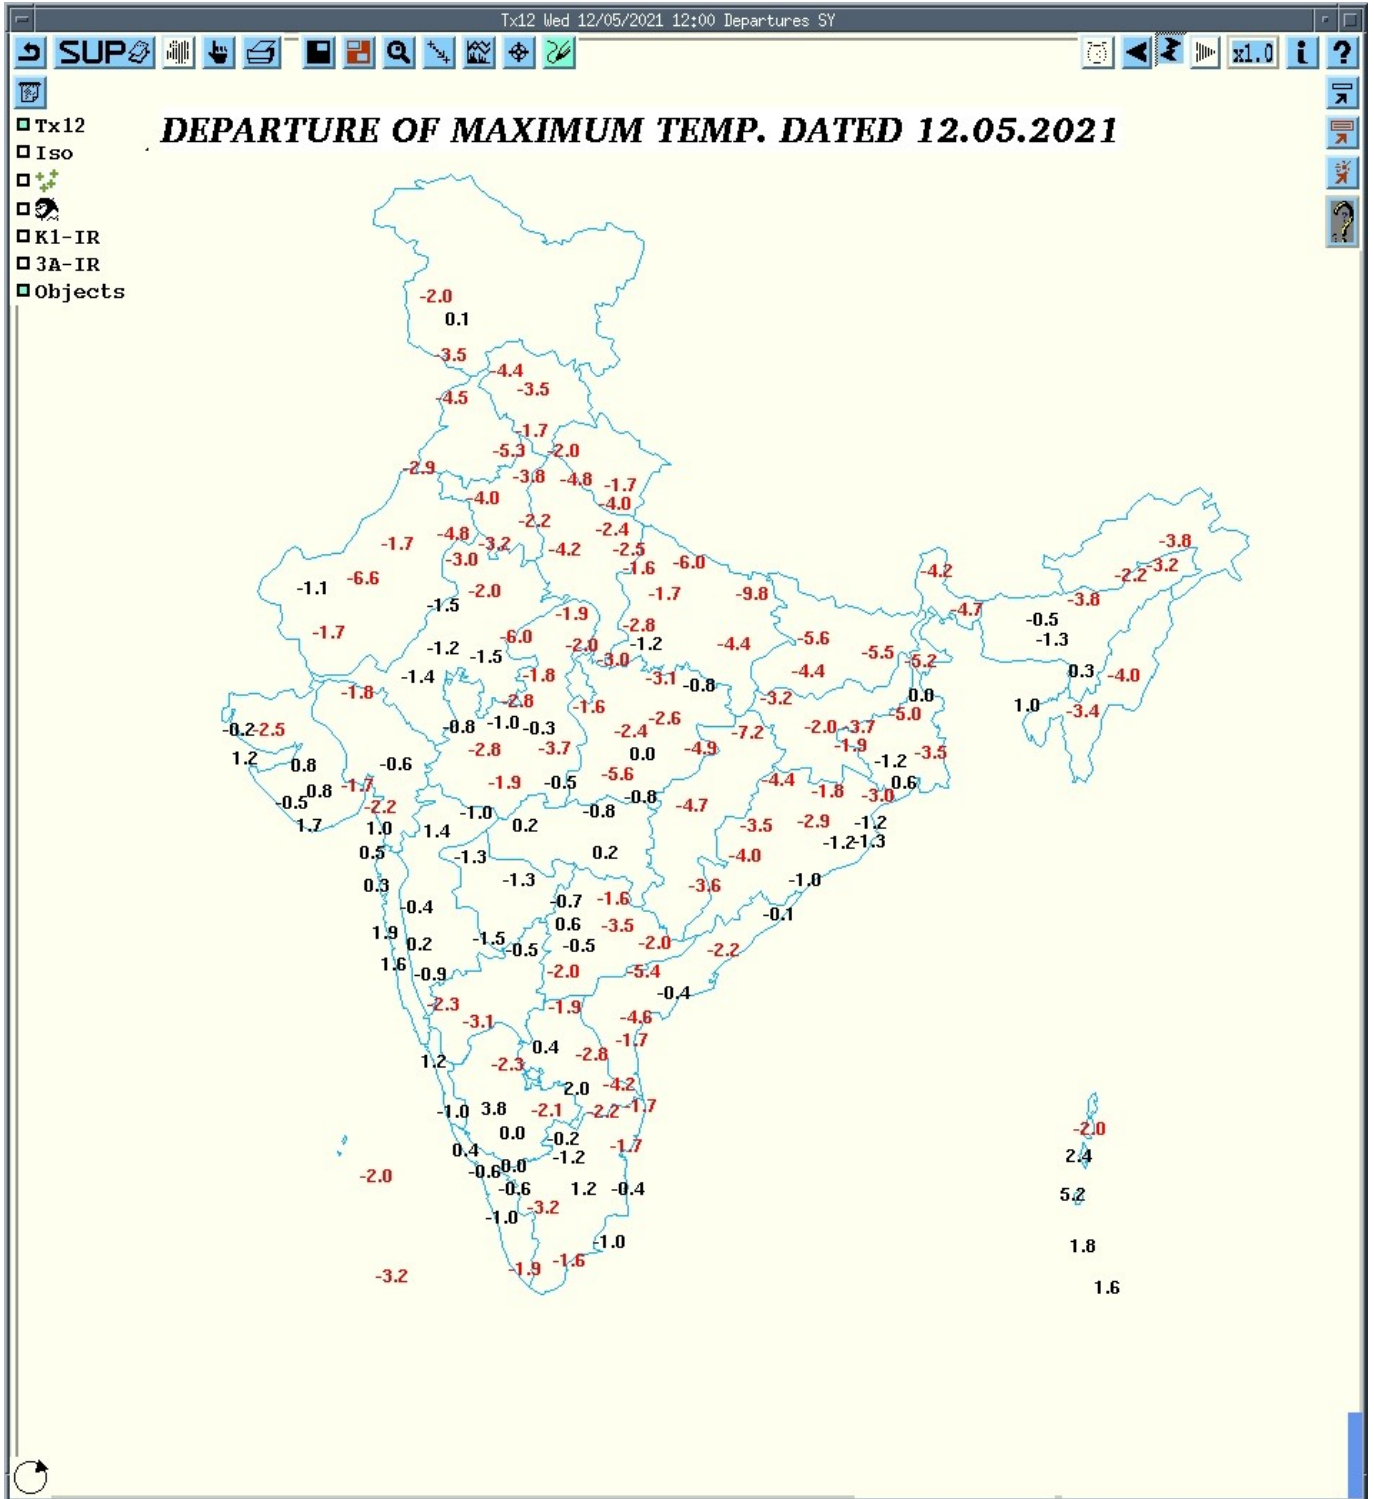 Tx12 Wed 12/05/2021 12:00 Departures SY
SUP
x1.0
i
?
Tx12
Iso
K1-IR
3A-IR
Objects
DEPARTURE OF MAXIMUM TEMP. DATED 12.05.2021
-2.0
0.1
-3.5
-4.4
-3.5
-4.5
-1.7
-5.3 -2.0
-2.9
-3.8 -4.8 -1.7
-4.0 -4.0
-2.2
-2.4
-1.7 -4.8 -3.2 -4.2 -2.5 -3.8
-3.0 -1.6 -6.0 -3.2
-6.6 -4.2 -2.2
-1.1 -2.0 -1.7 -9.8
-1.5 -4.7 -3.8
-1.9 -0.5
-1.7 -6.0 -2.8 -5.6 -1.3
-1.2 -1.5 -2.0 -1.2 -4.4 -5.5
-3.0 -5.2
-1.4 -1.8 -3.1 -0.8 -4.4 0.3 -4.0
-1.8 -2.8 -3.2 0.0
-1.6 -5.0 1.0 -3.4
-0.2 -2.5 -0.8 -1.0 -0.3 -2.4 -2.6 -7.2 -2.0 -3.7
-2.8 -3.7 0.0 -4.9 -1.9 -3.5
1.2 0.8 -0.6 -1.2
-1.7 -1.9 -0.5 -5.6 -4.4 0.6
-0.5 0.8 -0.8 -1.8 -3.0
-2.2 -1.0 -0.8 -4.7
1.7 1.0 1.4 0.2 -3.5 -2.9 -1.2
-1.2 -1.3
0.5 -1.3 0.2 -4.0
0.3 -1.3 -3.6 -1.0
-0.4 -0.7 -1.6 -0.1
1.9 0.6 -3.5
0.2 -1.5 -0.5 -0.5 -2.0 -2.2
1.6 -0.9 -2.0 -5.4
-0.4
-2.3 -1.9
-3.1 -4.6
0.4 -1.7
1.2 -2.3 -2.8
2.0 -4.2
-1.0 3.8 -2.1 -2.2 -1.7
0.0 -0.2 -2.0
0.4 -1.2 -1.7
-0.6 0.0 2.4
-2.0 -0.6 1.2 -0.4
-3.2 5.2
-1.0
-1.0 1.8
-1.9 -1.6
-3.2 1.6